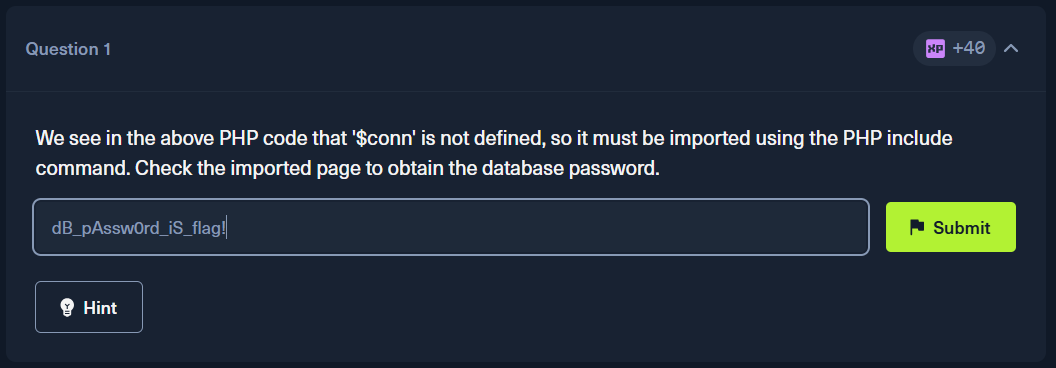 Question 1
XP +40
We see in the above PHP code that '$conn' is not defined, so it must be imported using the PHP include
command. Check the imported page to obtain the database password.
dB_pAssw0rd_iS_flag!
Submit
Hint